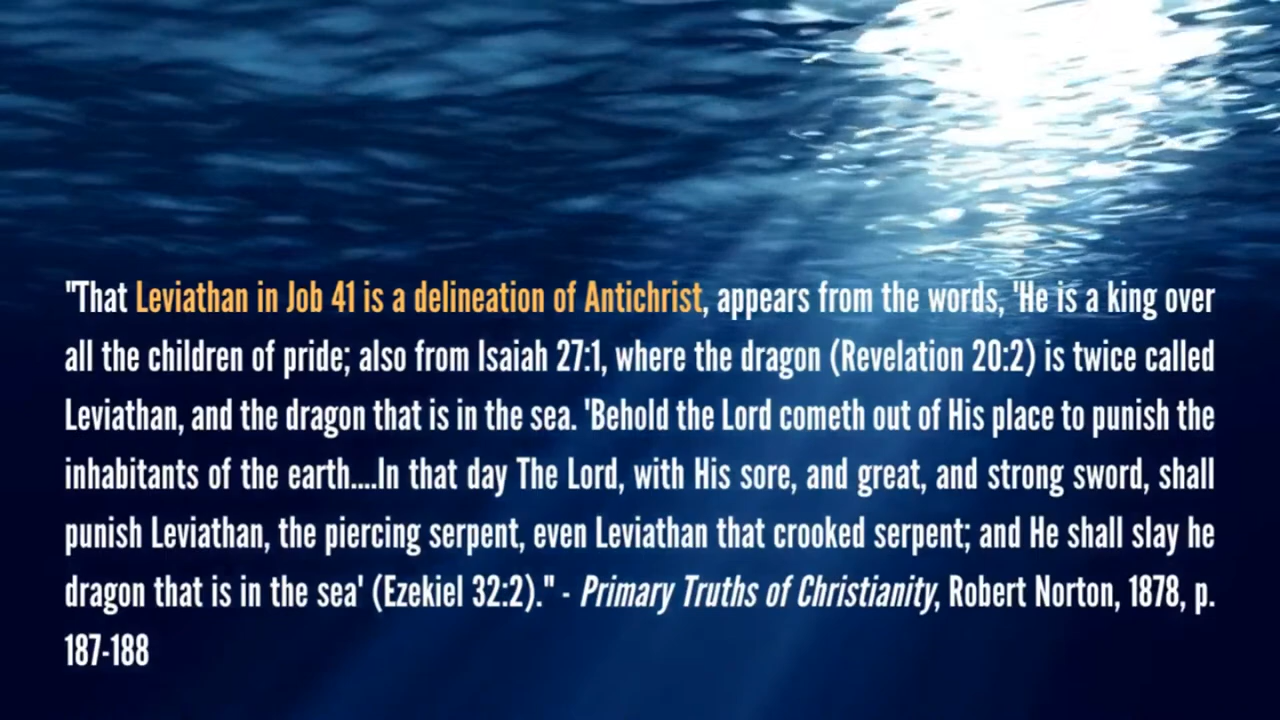 "That Leviathan in Job 41 is a delineation of Antichrist, appears from the words, 'He is a king over
all the children of pride; also from Isaiah 27:1, where the dragon (Revelation 20:2) is twice called
Leviathan, and the dragon that is in the sea. 'Behold the Lord cometh out of His place to punish the
inhabitants of the earth....In that day The Lord, with His sore, and great, and strong sword, shall
punish Leviathan, the piercing serpent, even Leviathan that crooked serpent; and He shall slay he
dragon that is in the sea' (Ezekiel 32:2)." - Primary Truths of Christianity, Robert Norton, 1878, p.
187-188